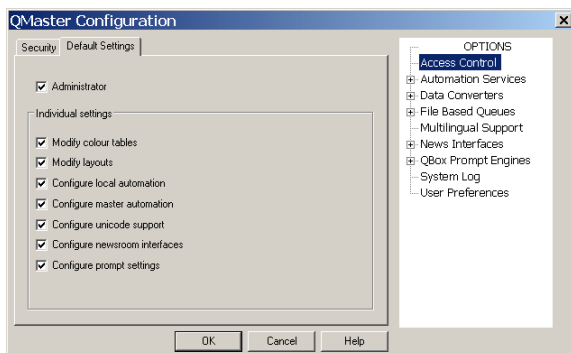 QMaster Configuration
Security
Default Settings
Administrator
Individual settings
Modify colour tables
Modify layouts
Configure local automation
Configure master automation
Configure unicode support
Configure newsroom interfaces
Configure prompt settings
OPTIONS
Access Control
Automation Services
Data Converters
File Based Queues
Multilingual Support
News Interfaces
QBox Prompt Engines
System Log
User Preferences
OK
Cancel
Help